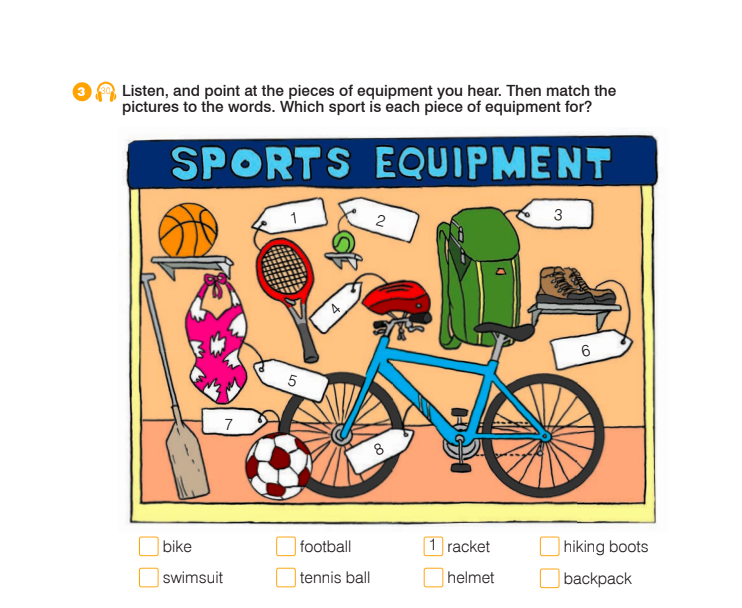 3 30 Listen, and point at the pieces of equipment you hear. Then match the
pictures to the words. Which sport is each piece of equipment for?
SPORTS EQUIPMENT
1
2
3
4
5
6
7
8
bike football 1 racket hiking boots
swimsuit tennis ball helmet backpack